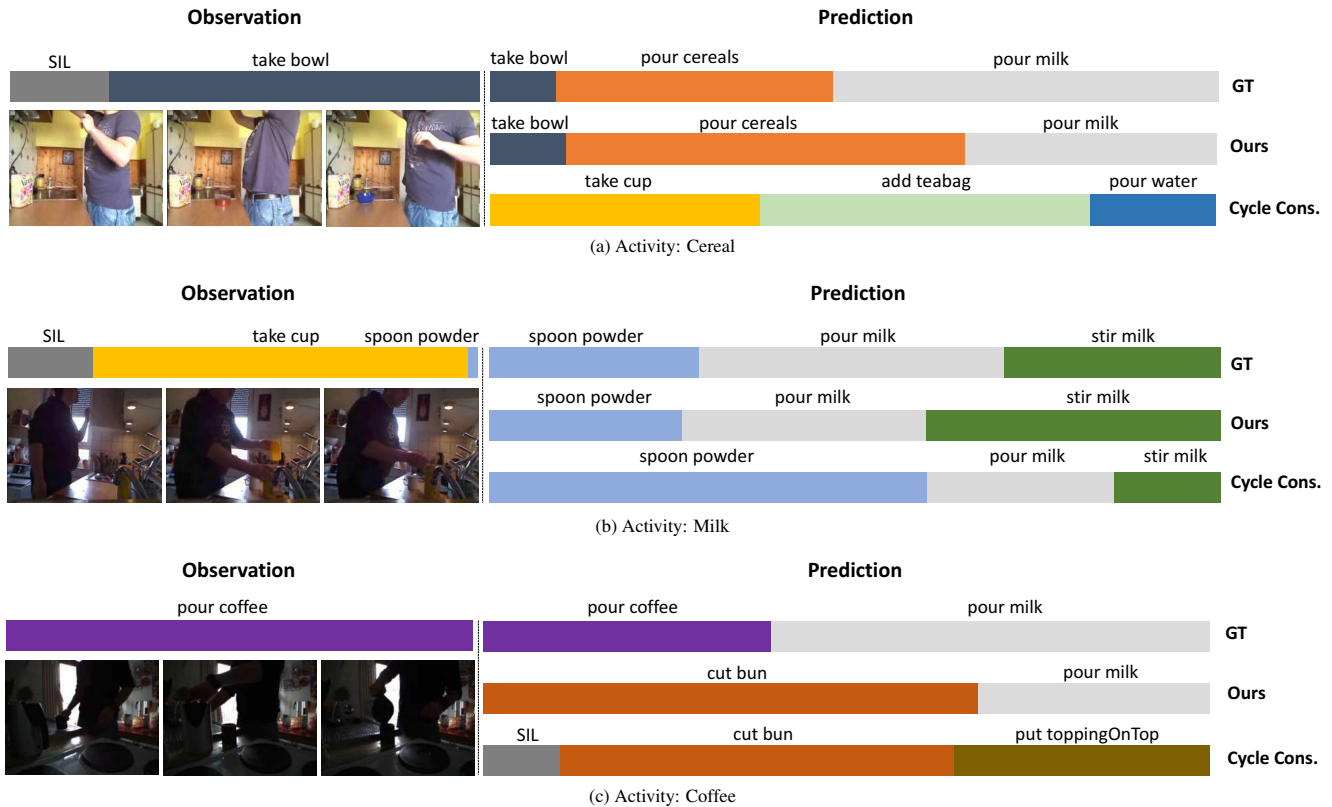 Observation Prediction
SIL take bowl take bowl pour cereals pour milk
GT
take bowl pour cereals pour milk
Ours
take cup add teabag pour water
Cycle Cons.
(a) Activity: Cereal
Observation Prediction
SIL take cup spoon powder spoon powder pour milk stir milk
GT
spoon powder pour milk stir milk
Ours
spoon powder pour milk stir milk
Cycle Cons.
(b) Activity: Milk
Observation Prediction
pour coffee pour coffee pour milk
GT
cut bun pour milk
Ours
SIL cut bun put toppingOnTop
Cycle Cons.
(c) Activity: Coffee